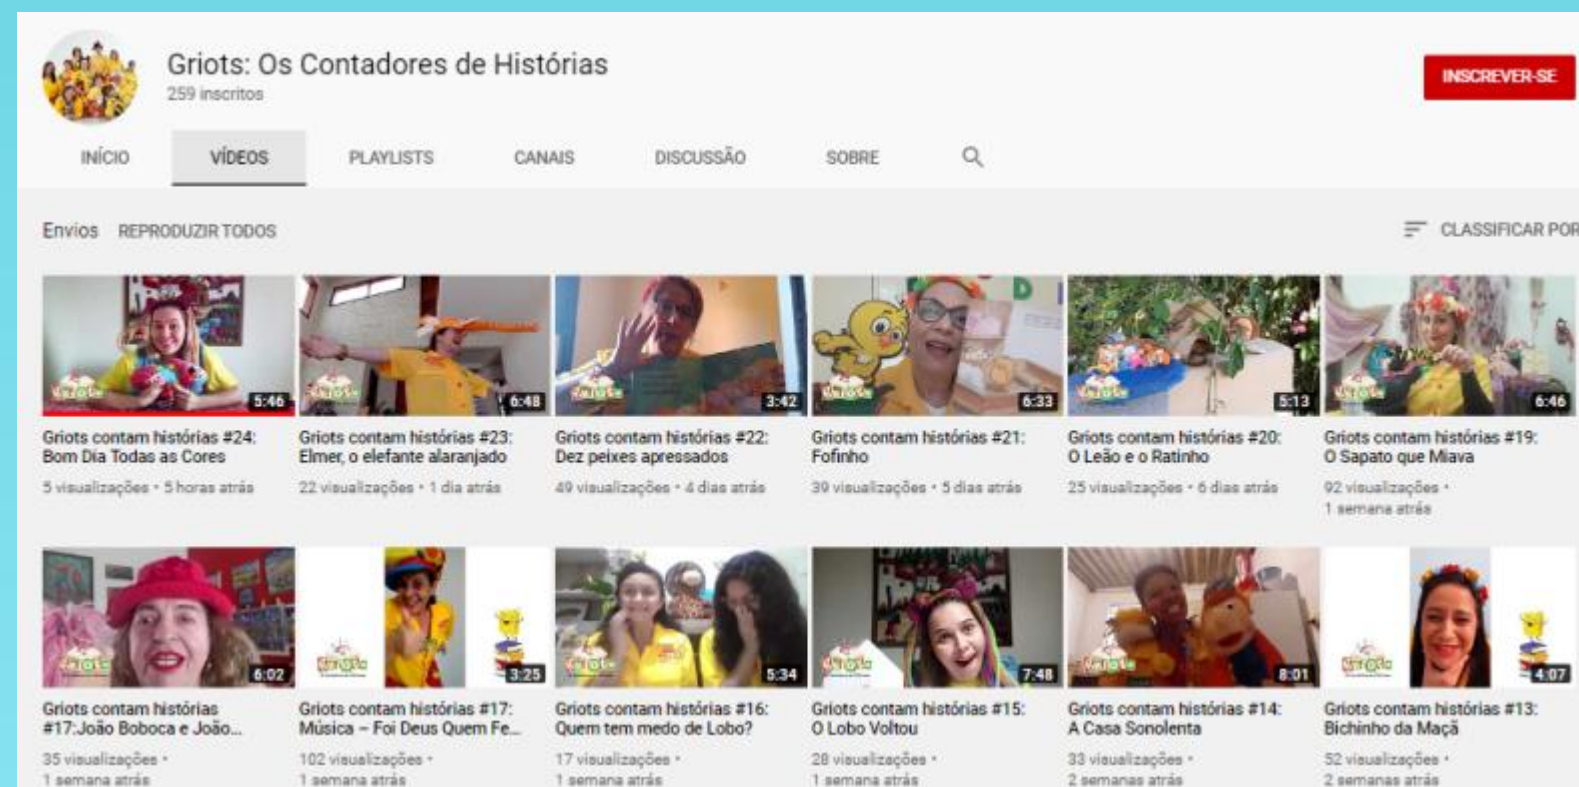 Griots: Os Contadores de Histórias
259 inscritos
INSCREVER-SE
INÍCIO VÍDEOS PLAYLISTS CANAIS DISCUSSÃO SOBRE
Envios REPRODUZIR TODOS CLASSIFICAR POR
5:46 6:48 3:42 6:33 5:13 6:46
Griots contam histórias #24:
Bom Dia Todas as Cores
5 visualizações • 5 horas atrás
Griots contam histórias #23:
Elmer, o elefante alaranjado
22 visualizações • 1 dia atrás
Griots contam histórias #22:
Dez peixes apressados
49 visualizações • 4 dias atrás
Griots contam histórias #21:
Fofinho
39 visualizações • 5 dias atrás
Griots contam histórias #20:
O Leão e o Ratinho
25 visualizações • 6 dias atrás
Griots contam histórias #19:
O Sapato que Miava
92 visualizações •
1 semana atrás
6:02 3:25 5:34 7:48 8:01 4:07
Griots contam histórias
#17:João Boboca e João...
35 visualizações •
1 semana atrás
Griots contam histórias #17:
Música – Foi Deus Quem Fe...
102 visualizações •
1 semana atrás
Griots contam histórias #16:
Quem tem medo de Lobo?
17 visualizações •
1 semana atrás
Griots contam histórias #15:
O Lobo Voltou
28 visualizações •
1 semana atrás
Griots contam histórias #14:
A Casa Sonolenta
33 visualizações •
2 semanas atrás
Griots contam histórias #13:
Bichinho da Maçã
52 visualizações •
2 semanas atrás